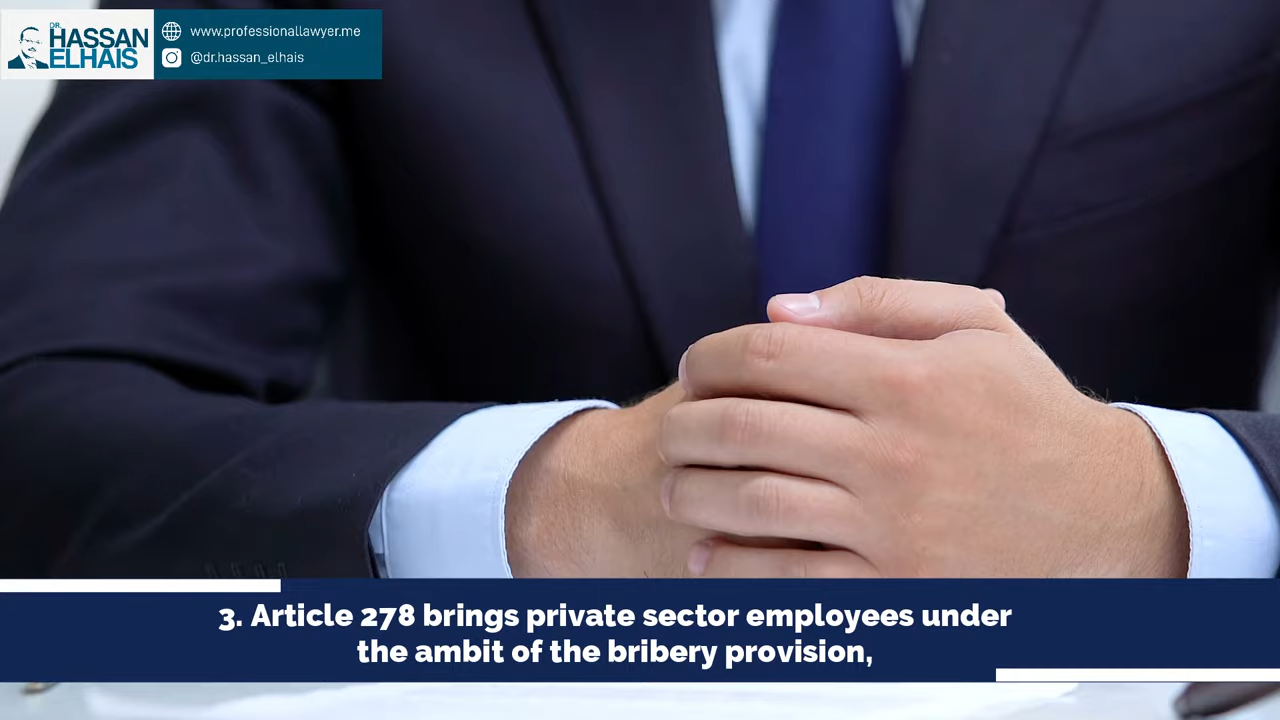 DR.
HASSAN
ELHAIS
www.professionallawyer.me
@dr.hassan_elhais
3. Article 278 brings private sector employees under
the ambit of the bribery provision,